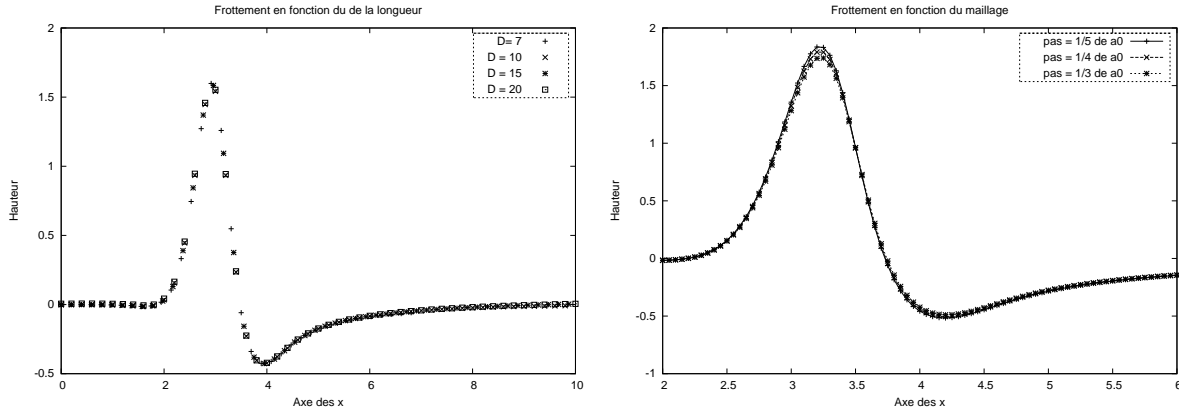 Frottement en fonction du de la longueur
Hauteur
2
1.5
1
0.5
0
-0.5
0
2
4
6
8
10
Axe des x
D= 7
D = 10
D = 15
D = 20
Frottement en fonction du maillage
Hauteur
2
1.5
1
0.5
0
-0.5
-1
2
2.5
3
3.5
4
4.5
5
5.5
6
Axe des x
pas = 1/5 de a0
pas = 1/4 de a0
pas = 1/3 de a0